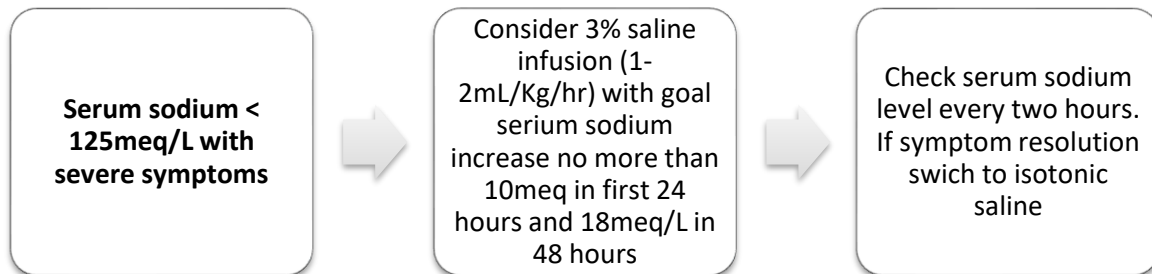 Serum sodium <
125meq/L with
severe symptoms
Consider 3% saline
infusion (1-
2mL/Kg/hr) with goal
serium sodium
increase no more than
10meq in first 24
hours and 18meq/L in
48 hours
Check serum sodium
level every two hours.
If symptom resolution
swich to isotonic
saline